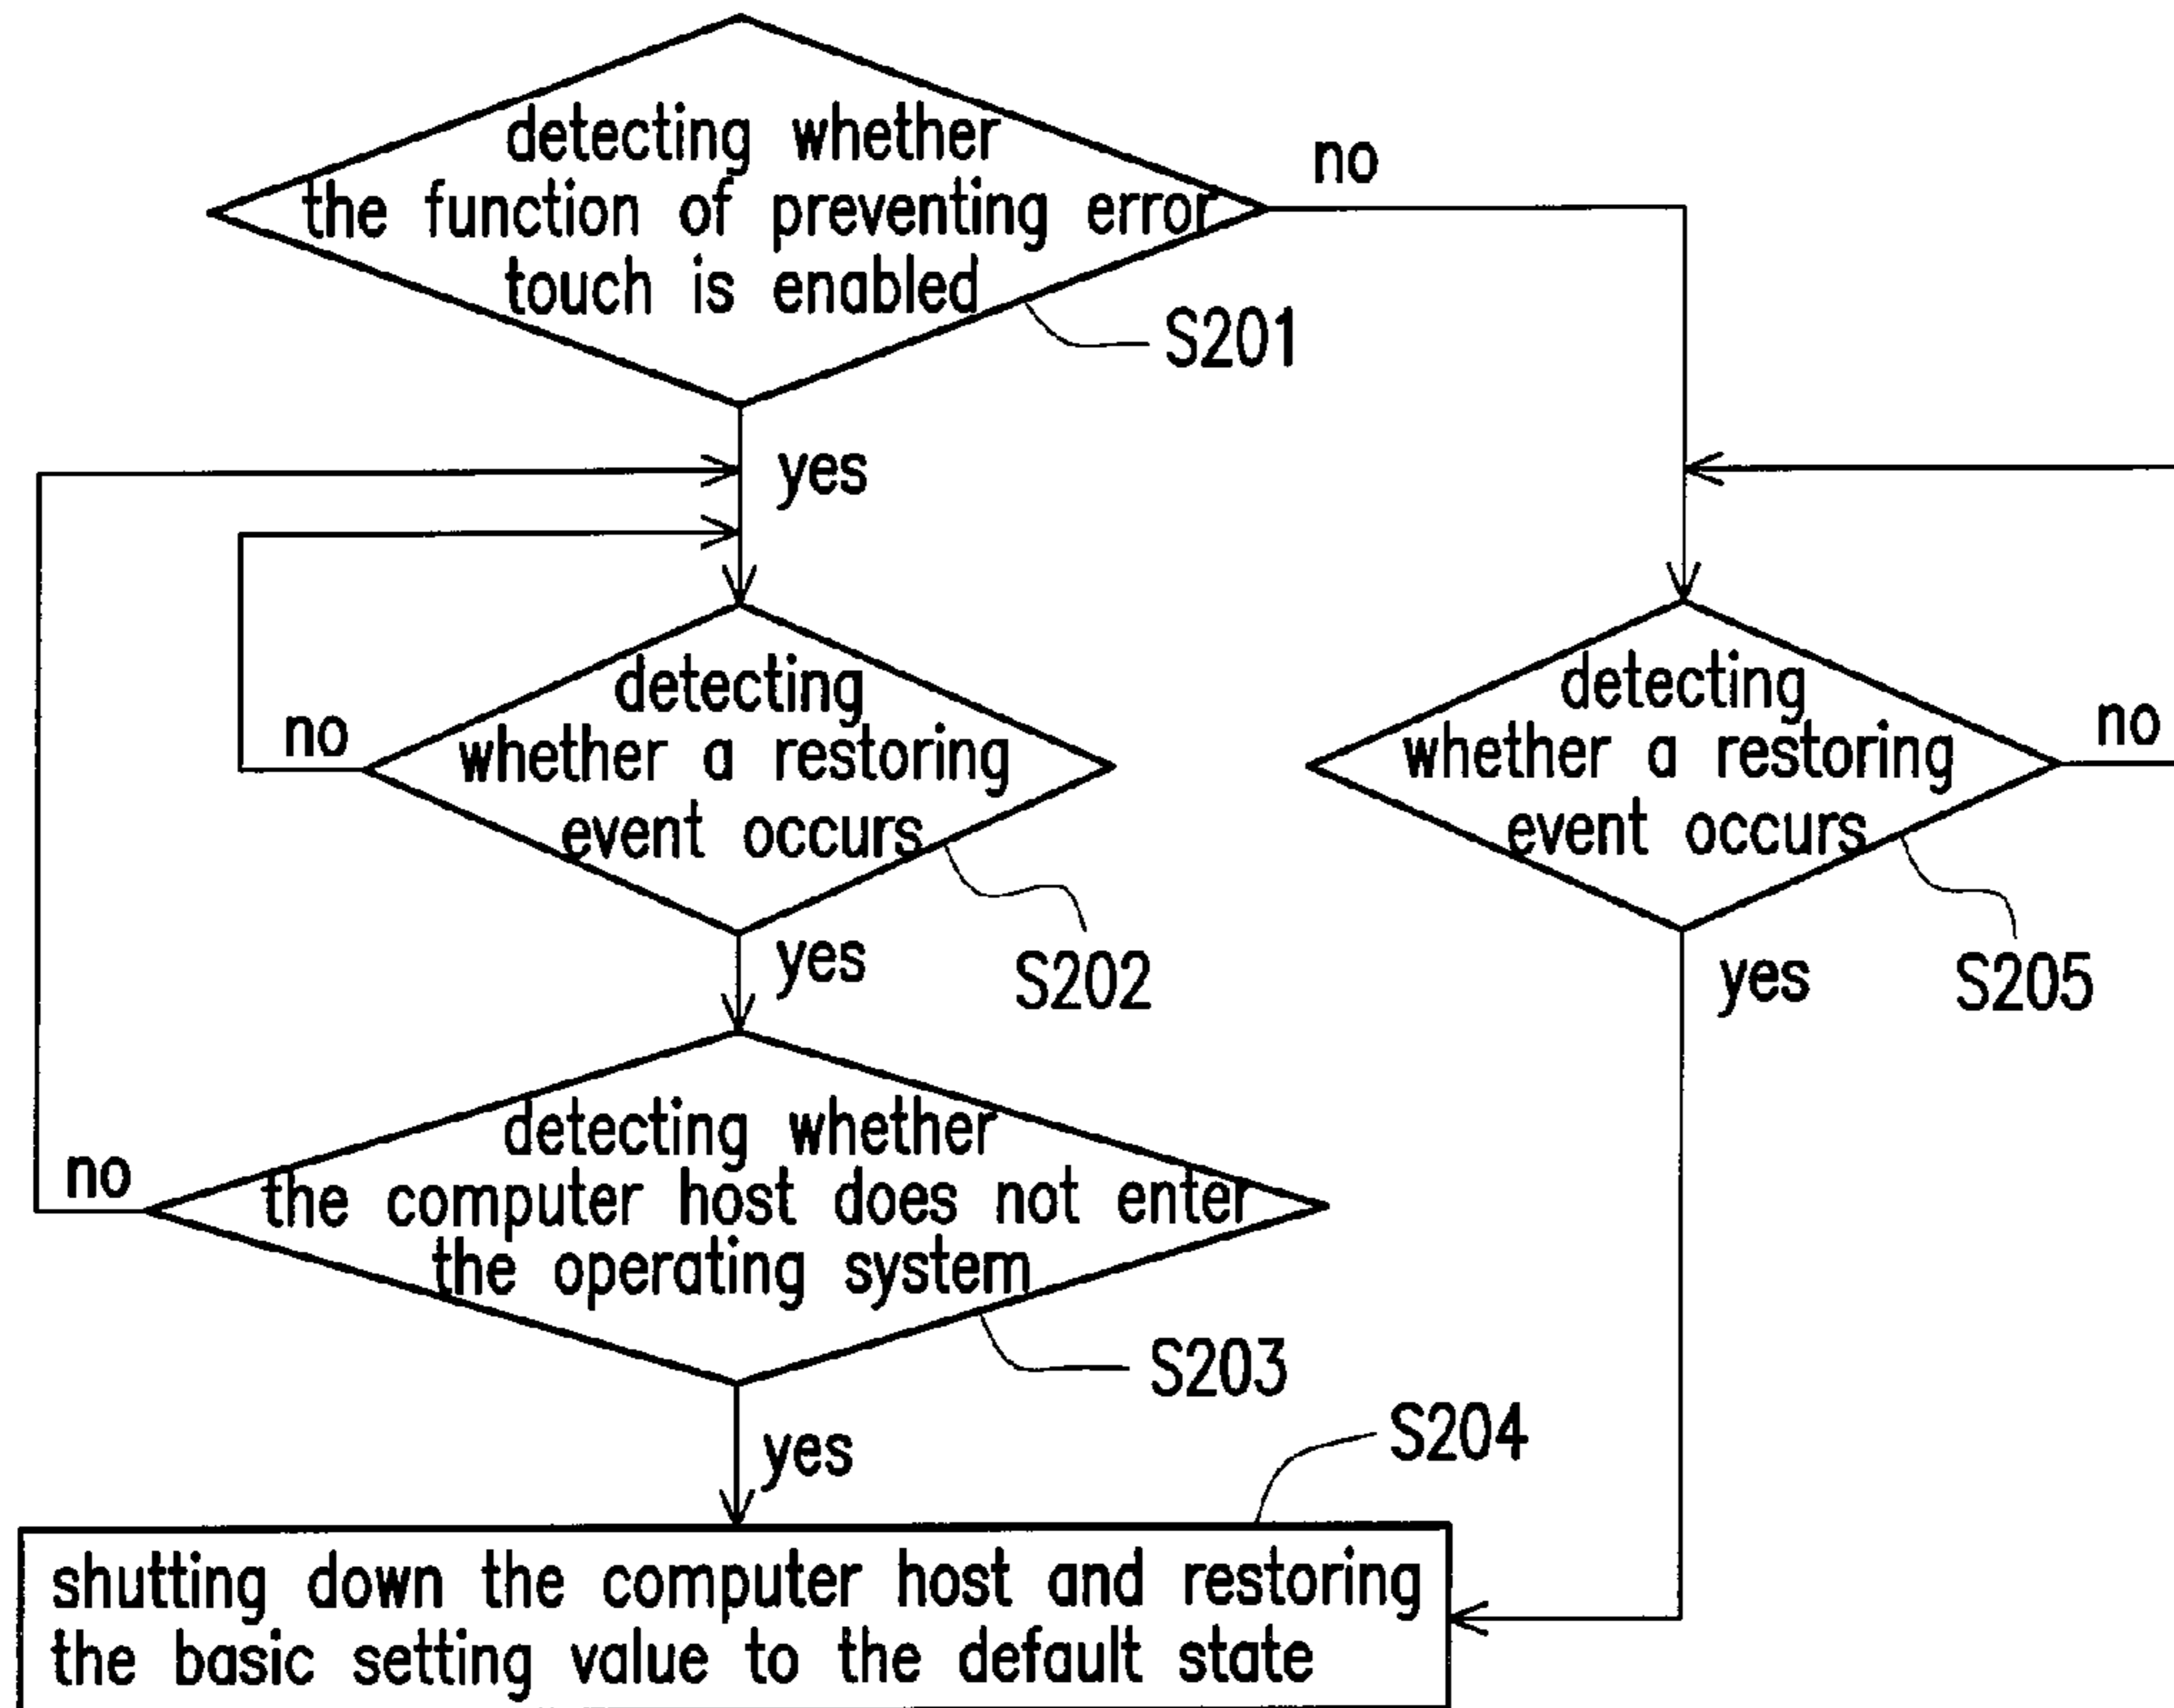 detecting whether
the function of preventing error
touch is enabled
no
S201
yes
detecting
whether a restoring
event occurs
no
yes
S202
detecting
whether a restoring
event occurs
no
yes
S205
detecting whether
the computer host does not enter
the operating system
no
S203
yes
S204
shutting down the computer host and restoring
the basic setting value to the default state